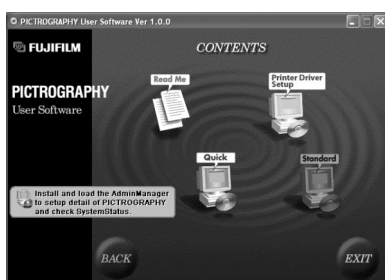 PICTROGRAPHY User Software Ver 1.0.0
FUJIFILM
CONTENTS
PICTROGRAPHY
User Software
Read Me
Printer Driver
Setup
Quick
Standard
Install and load the AdminManager
to setup detail of PICTROGRAPHY
and check SystemStatus.
BACK
EXIT